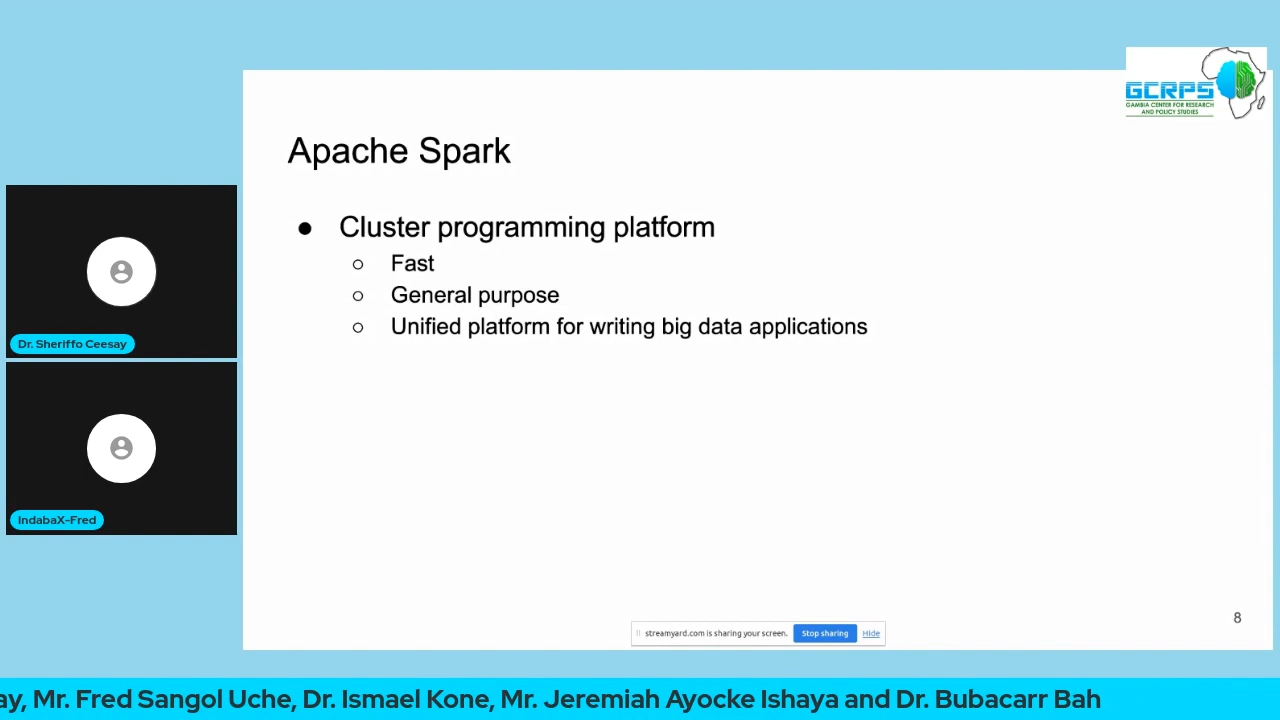 GCRPS
GAMBIA CENTER FOR RESEARCH
AND POLICY STUDIES
Apache Spark
● Cluster programming platform
○ Fast
○ General purpose
○ Unified platform for writing big data applications
Dr. Sheriffo Ceesay
IndabaX-Fred
8
streamyard.com is sharing your screen. Stop sharing Hide
ay, Mr. Fred Sangol Uche, Dr. Ismael Kone, Mr. Jeremiah Ayocke Ishaya and Dr. Bubacarr Bah